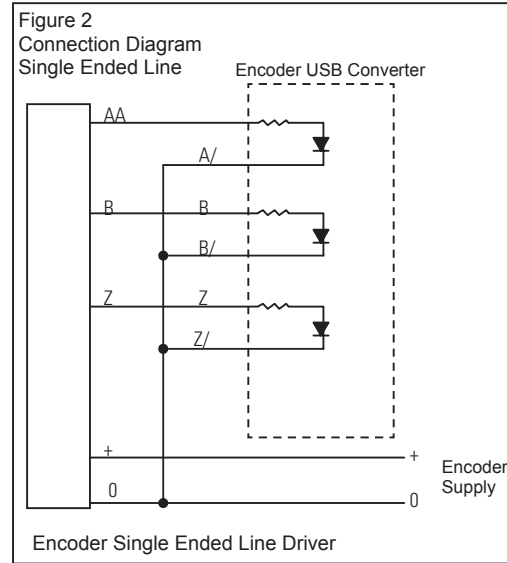 Figure 2
Connection Diagram
Single Ended Line
Encoder USB Converter
AA
A/
B B
B/
Z Z
Z/
+ +
Encoder
Supply
0 0
Encoder Single Ended Line Driver